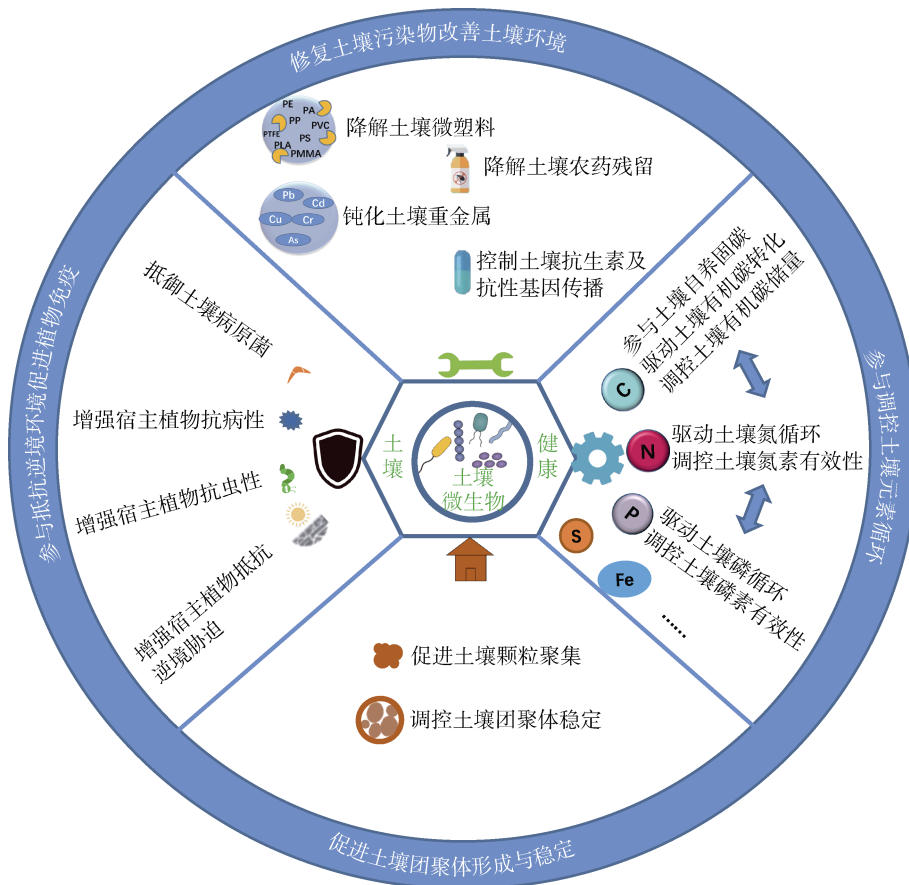 修复土壤污染物改善土壤环境
PE
PA
PP
PVC
PTFE
PS
PLA
PMMA
降解土壤微塑料
降解土壤农药残留
Pb
Cd
Cu
Cr
As
钝化土壤重金属
控制土壤抗生素及
抗性基因传播
参与抵抗逆境环境促进植物免疫
抵御土壤病原菌
增强宿主植物抗病性
增强宿主植物抗虫性
增强宿主植物抵抗
逆境胁迫
土壤
健康
土壤
微生物
参与调控土壤元素循环
参与土壤自养固碳
驱动土壤有机碳转化
调控土壤有机碳储量
C
N
驱动土壤氮循环
调控土壤氮素有效性
P
驱动土壤磷循环
调控土壤磷素有效性
S
Fe
……
促进土壤颗粒聚集
调控土壤团聚体稳定
促进土壤团聚体形成与稳定